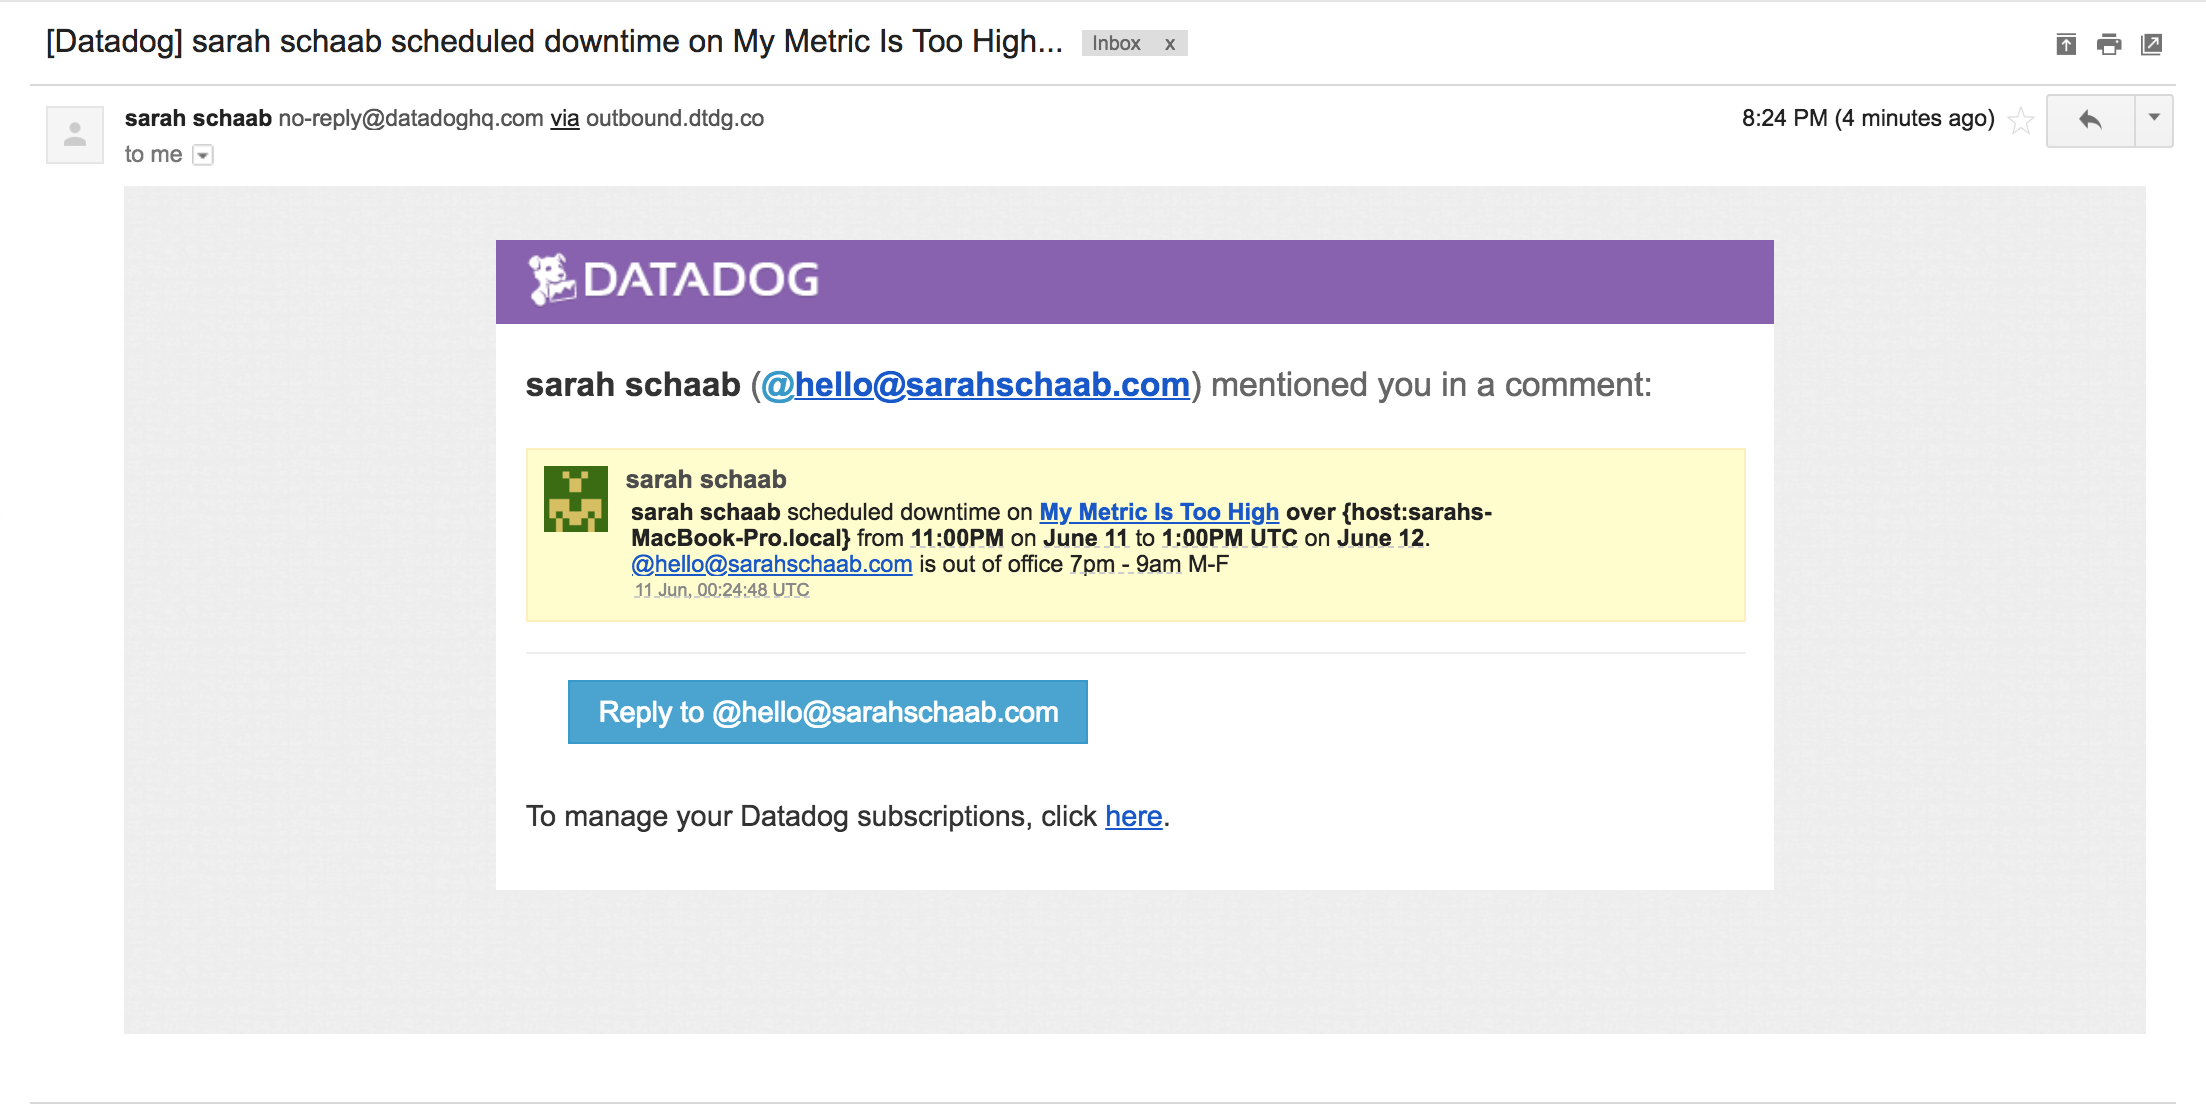 [Datadog] sarah schaab scheduled downtime on My Metric Is Too High... Inbox x
sarah schaab no-reply@datadoghq.com via outbound.dtdg.co 8:24 PM (4 minutes ago)
to me
DATADOG
sarah schaab (@hello@sarahschaab.com) mentioned you in a comment:
sarah schaab
sarah schaab scheduled downtime on My Metric Is Too High over {host:sarahs-
MacBook-Pro.local} from 11:00PM on June 11 to 1:00PM UTC on June 12.
@hello@sarahschaab.com is out of office 7pm - 9am M-F
11 Jun, 00:24:48 UTC
Reply to @hello@sarahschaab.com
To manage your Datadog subscriptions, click here.